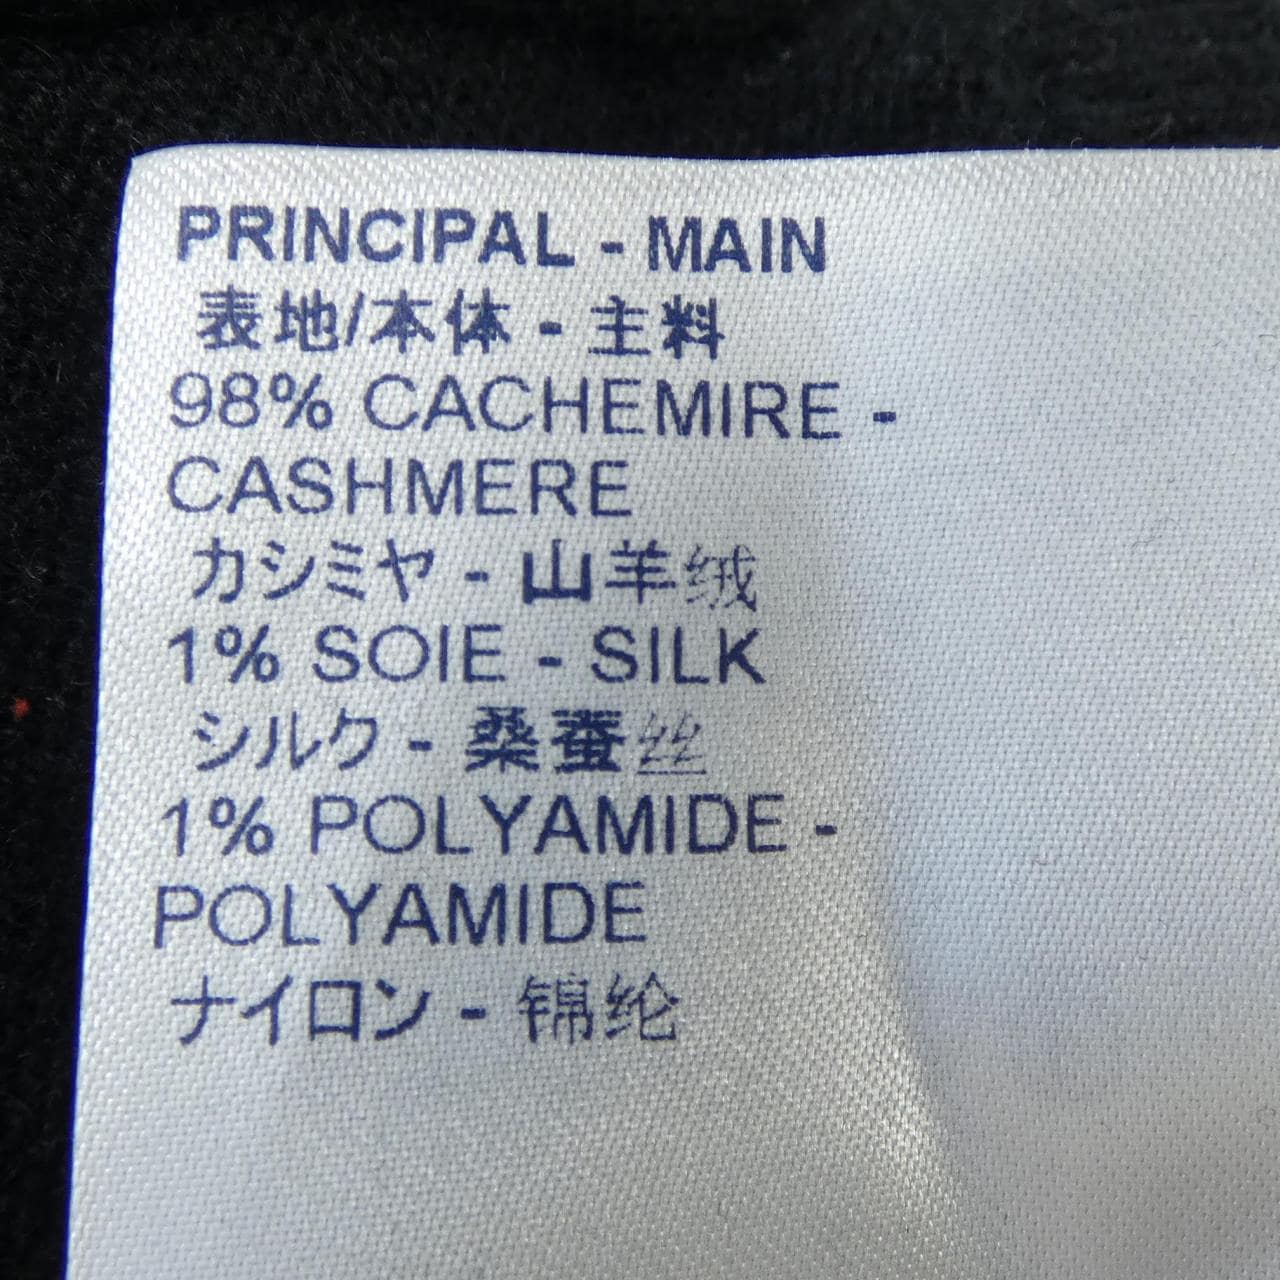 PRINCIPAL - MAIN
表地/本体 - 主料
98% CACHEMIRE -
CASHMERE
カシミヤ - 山羊绒
1% SOIE - SILK
シルク - 桑蚕丝
1% POLYAMIDE -
POLYAMIDE
ナイロン - 锦纶